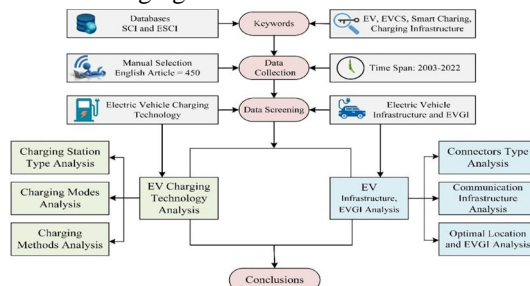 Databases
SCI and ESCI
Keywords
EV, EVCS, Smart Charing,
Charging Infrastructure
Manual Selection
English Article = 450
Data
Collection
Time Span: 2003-2022
Electric Vehicle Charging
Technology
Data Screening
Electric Vehicle
Infrastructure and EVGI
Charging Station
Type Analysis
Charging Modes
Analysis
Charging
Methods Analysis
EV Charging
Technology
Analysis
EV
Infrastructure,
EVGI Analysis
Connectors Type
Analysis
Communication
Infrastructure
Analysis
Optimal Location
and EVGI Analysis
Conclusions